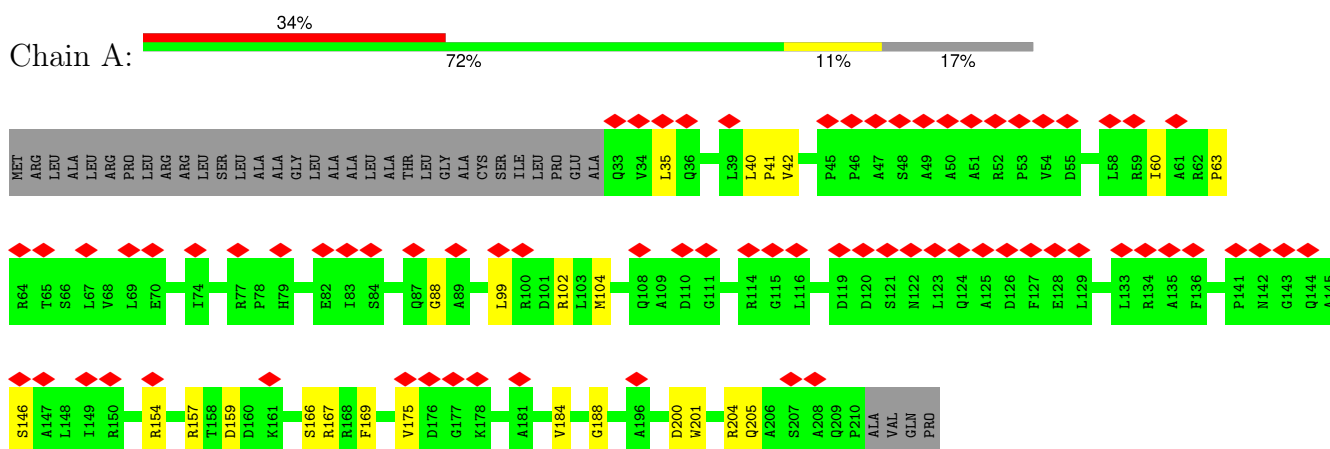 34%
Chain A:
72% 11% 17%
MET ARG LEU ALA LEU ARG PRO LEU ARG ARG LEU SER LEU ALA ALA GLY LEU ALA ALA LEU ALA THR LEU GLY ALA CYS SER ILE LEU PRO GLU ALA Q33 V34 L35 Q36 L39 L40 P41 V42 P45 P46 A47 S48 A49 A50 A51 R52 P53 V54 D55 L58 R59 I60 A61 R62 P63
R64 T65 S66 L67 V68 L69 E70 I74 R77 P78 H79 E82 I83 S84 Q87 G88 A89 L99 R100 D101 R102 L103 M104 Q108 A109 D110 G111 R114 G115 L116 D119 D120 S121 N122 L123 Q124 A125 D126 F127 E128 L129 L133 R134 A135 F136 P141 N142 G143 Q144 A145
S146 A147 L148 I149 R150 R154 R157 T158 D159 D160 K161 S166 R167 R168 F169 V175 D176 G177 K178 A181 V184 G188 A196 D200 W201 R204 Q205 A206 S207 A208 Q209 P210 ALA VAL GLN PRO